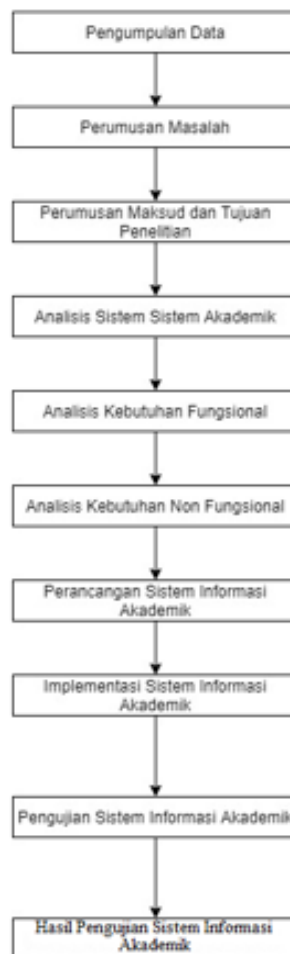 Pengumpulan Data
Perumusan Masalah
Perumusan Maksud dan Tujuan
Penelitian
Analisis Sistem Sistem Akademik
Analisis Kebutuhan Fungsional
Analisis Kebutuhan Non Fungsional
Perancangan Sistem Informasi
Akademik
Implementasi Sistem Informasi
Akademik
Pengujian Sistem Informasi Akademik
Hasil Pengujian Sistem Informasi
Akademik